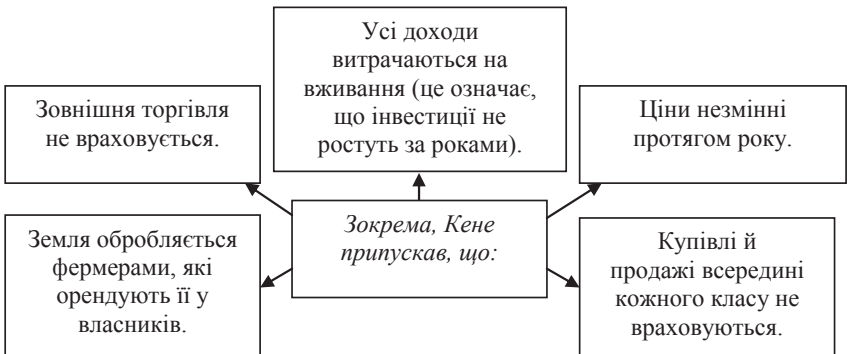 Усі доходи
витрачаються на
вживання (це означає,
що інвестиції не
ростуть за роками).
Зовнішня торгівля
не враховується.
Ціни незмінні
протягом року.
Зокрема, Кене
припускав, що:
Земля обробляється
фермерами, які
орендують її у
власників.
Купівлі й
продажі всередині
кожного класу не
враховуються.